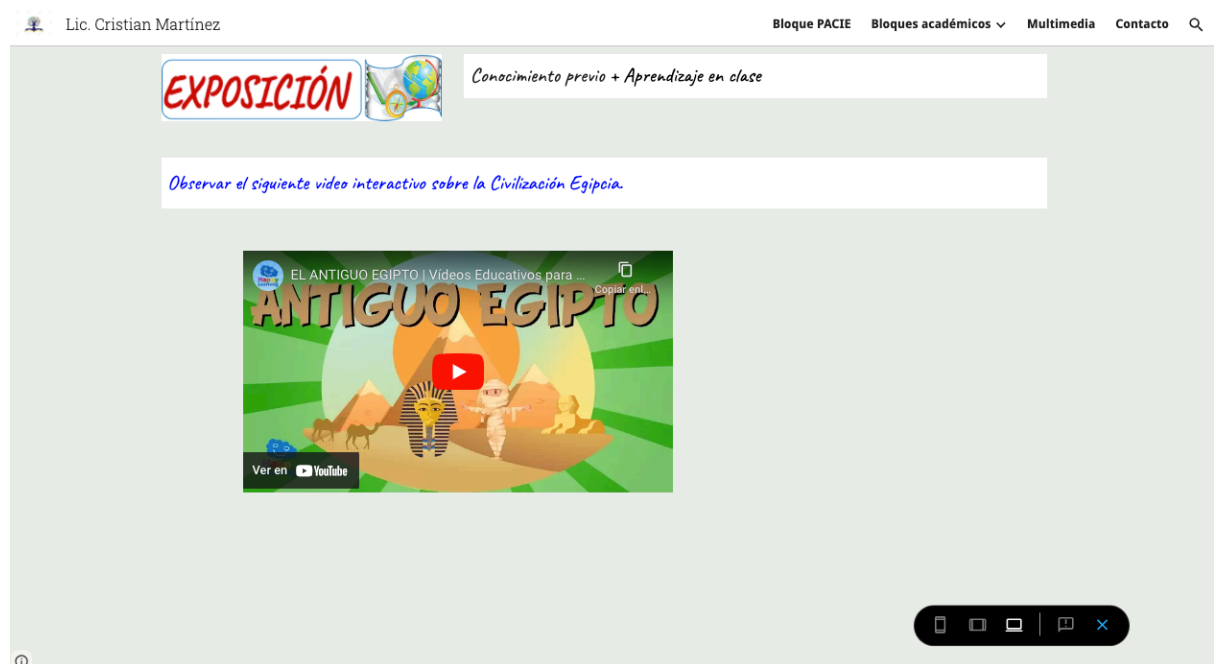 Lic. Cristian Martínez
Bloque PACIE Bloques académicos Multimedia Contacto
EXPOSICIÓN
Conocimiento previo + Aprendizaje en clase
Observar el siguiente video interactivo sobre la Civilización Egipcia.
EL ANTIGUO EGIPTO | Vídeos Educativos para ...
Copiar enl...
ANTIGUO EGIPTO
Ver en YouTube